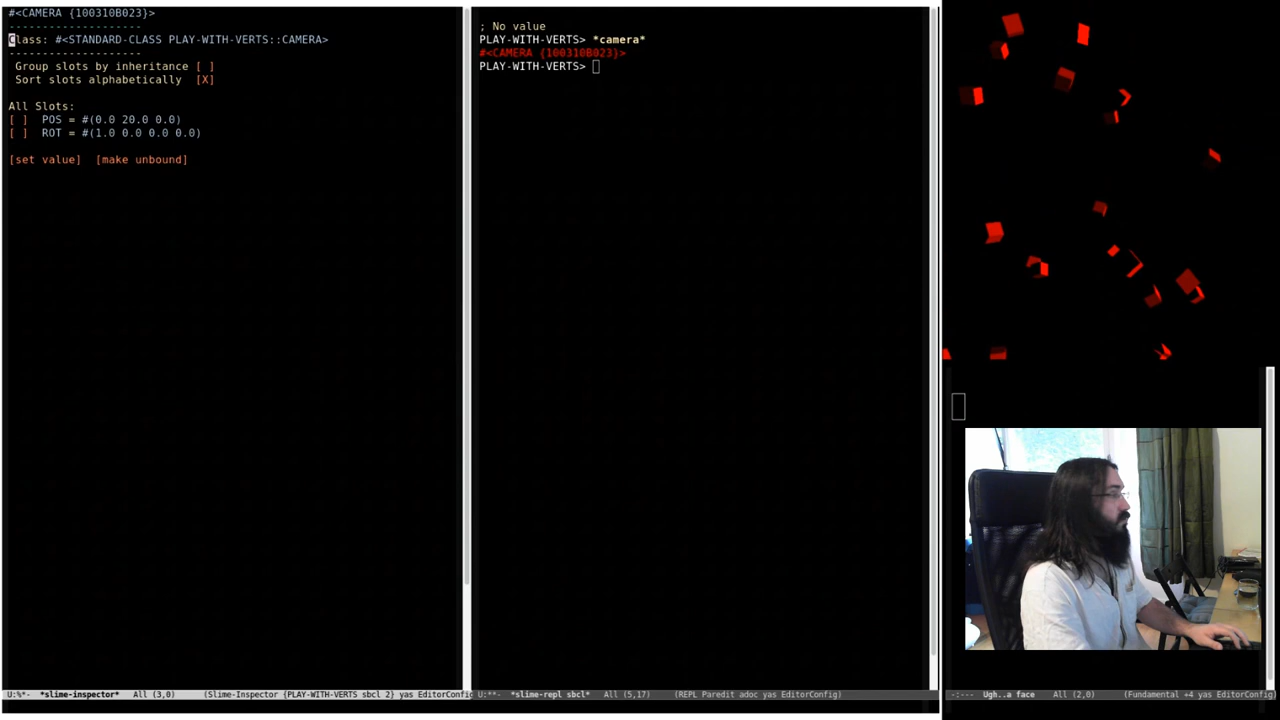 #<CAMERA {100310B023}>
--------------------
Class: #<STANDARD-CLASS PLAY-WITH-VERTS::CAMERA>
--------------------
Group slots by inheritance [ ]
Sort slots alphabetically [X]
All Slots:
[ ] POS = #(0.0 20.0 0.0)
[ ] ROT = #(1.0 0.0 0.0 0.0)
[set value] [make unbound]
U:%*- *slime-inspector* All (3,0) (Slime-Inspector {PLAY-WITH-VERTS sbcl 2} yas EditorConfig
; No value
PLAY-WITH-VERTS> *camera*
#<CAMERA {100310B023}>
PLAY-WITH-VERTS>
U:**- *slime-repl sbcl* All (5,17) (REPL Paredit adoc yas EditorConfig)
-:--- Ugh..a face All (2,0) (Fundamental +4 yas EditorConfig)